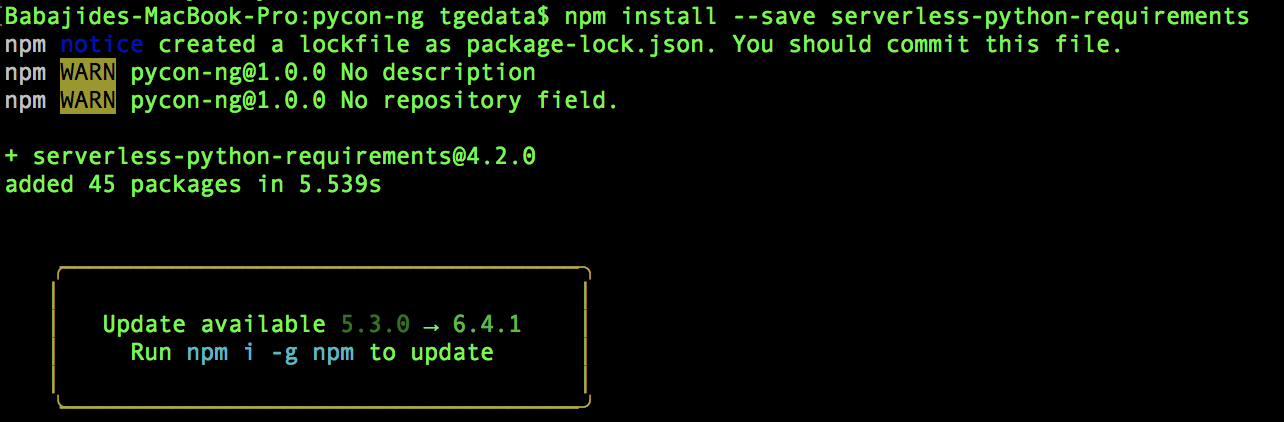 [Babajides-MacBook-Pro:pycon-ng tgedata$ npm install --save serverless-python-requirements
npm notice created a lockfile as package-lock.json. You should commit this file.
npm WARN pycon-ng@1.0.0 No description
npm WARN pycon-ng@1.0.0 No repository field.
+ serverless-python-requirements@4.2.0
added 45 packages in 5.539s
Update available 5.3.0 → 6.4.1
Run npm i -g npm to update